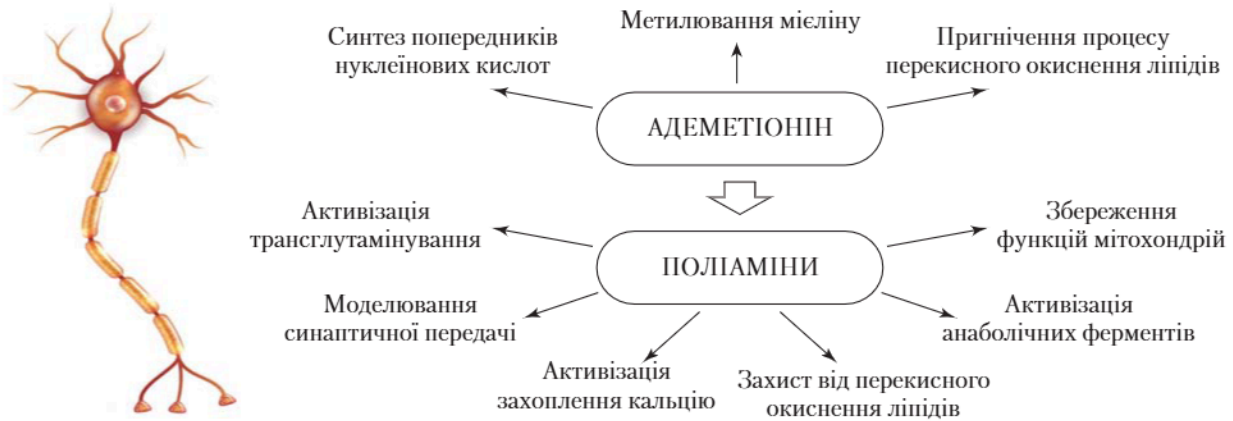 Синтез попередників
нуклеїнових кислот
Метилювання мієліну
Пригнічення процесу
перекисного окиснення ліпідів
АДЕМЕТІОНІН
Активізація
трансглутамінування
Збереження
функцій мітохондрій
ПОЛІАМІНИ
Моделювання
синаптичної передачі
Активізація
анаболічних ферментів
Активізація
захоплення кальцію
Захист від перекисного
окиснення ліпідів